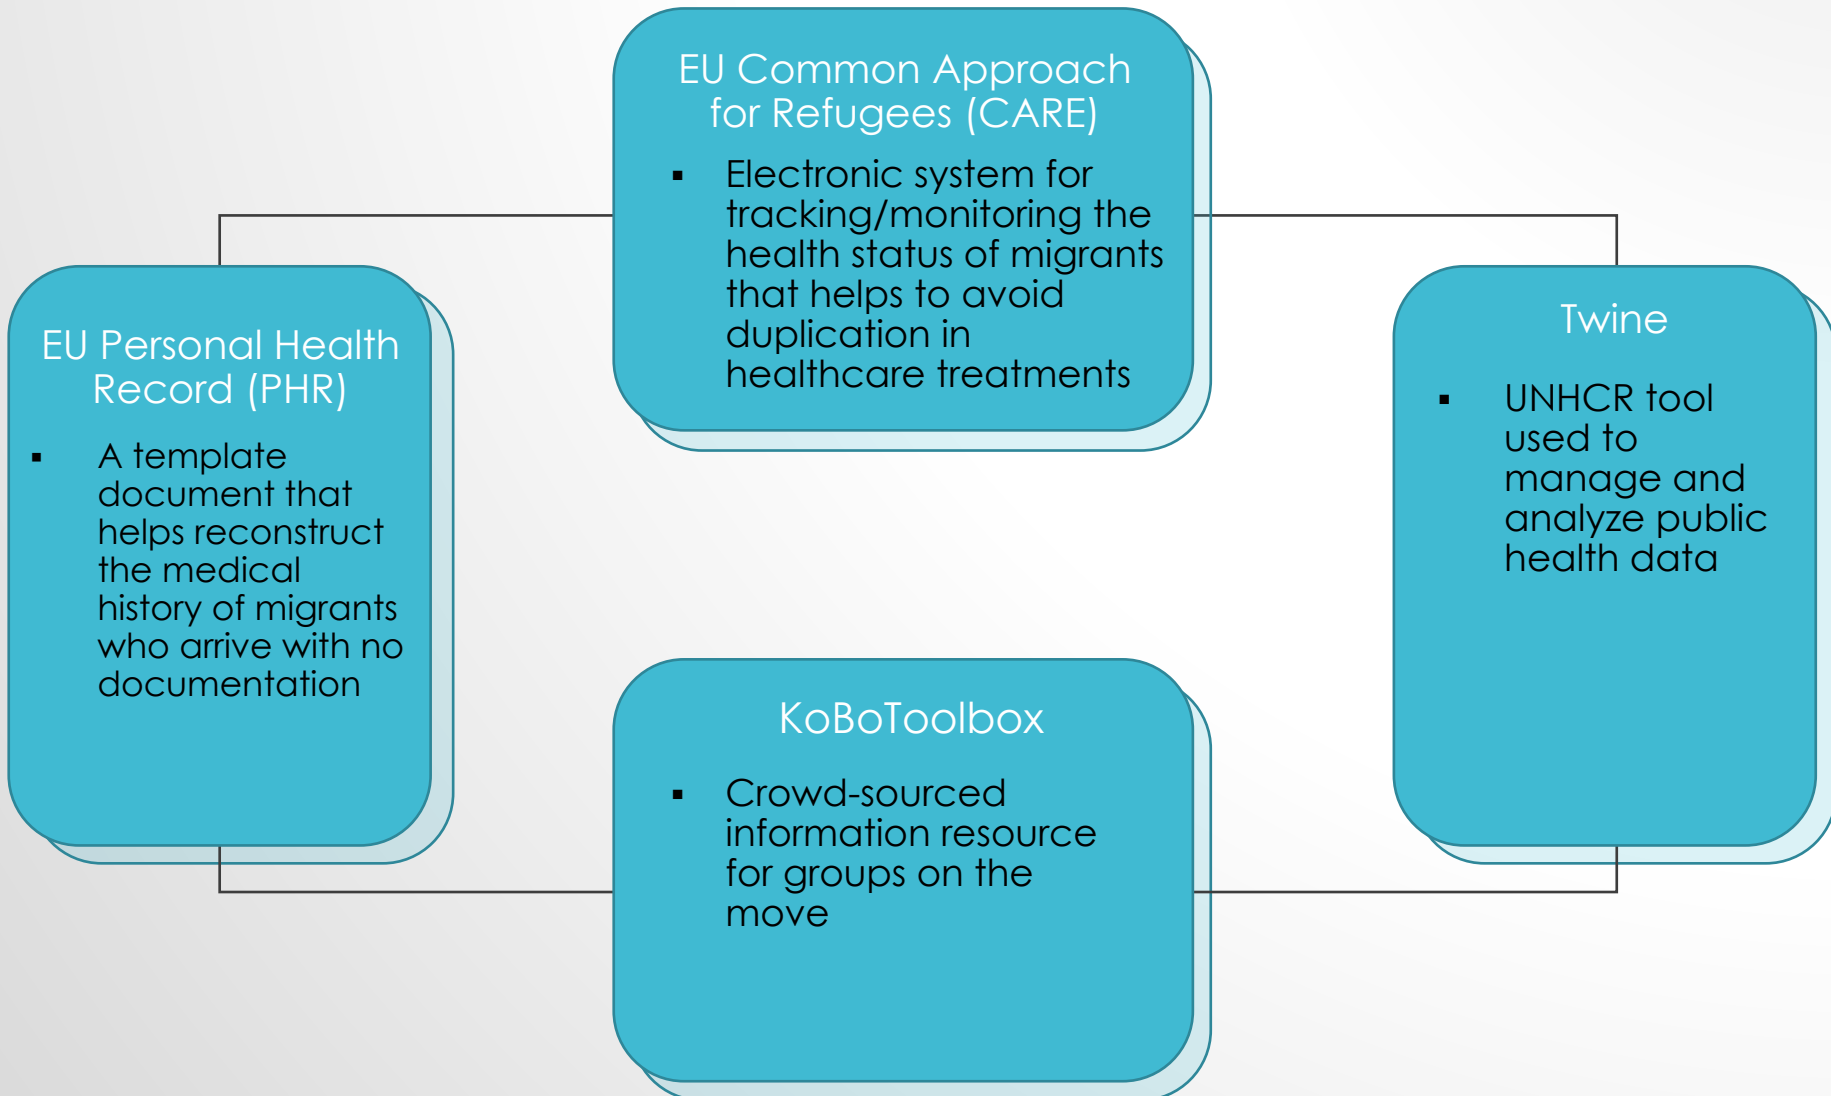 EU Common Approach
for Refugees (CARE)
▪ Electronic system for
tracking/monitoring the
health status of migrants
that helps to avoid
duplication in
healthcare treatments
EU Personal Health
Record (PHR)
▪ A template
document that
helps reconstruct
the medical
history of migrants
who arrive with no
documentation
Twine
▪ UNHCR tool
used to
manage and
analyze public
health data
KoBoToolbox
▪ Crowd-sourced
information resource
for groups on the
move